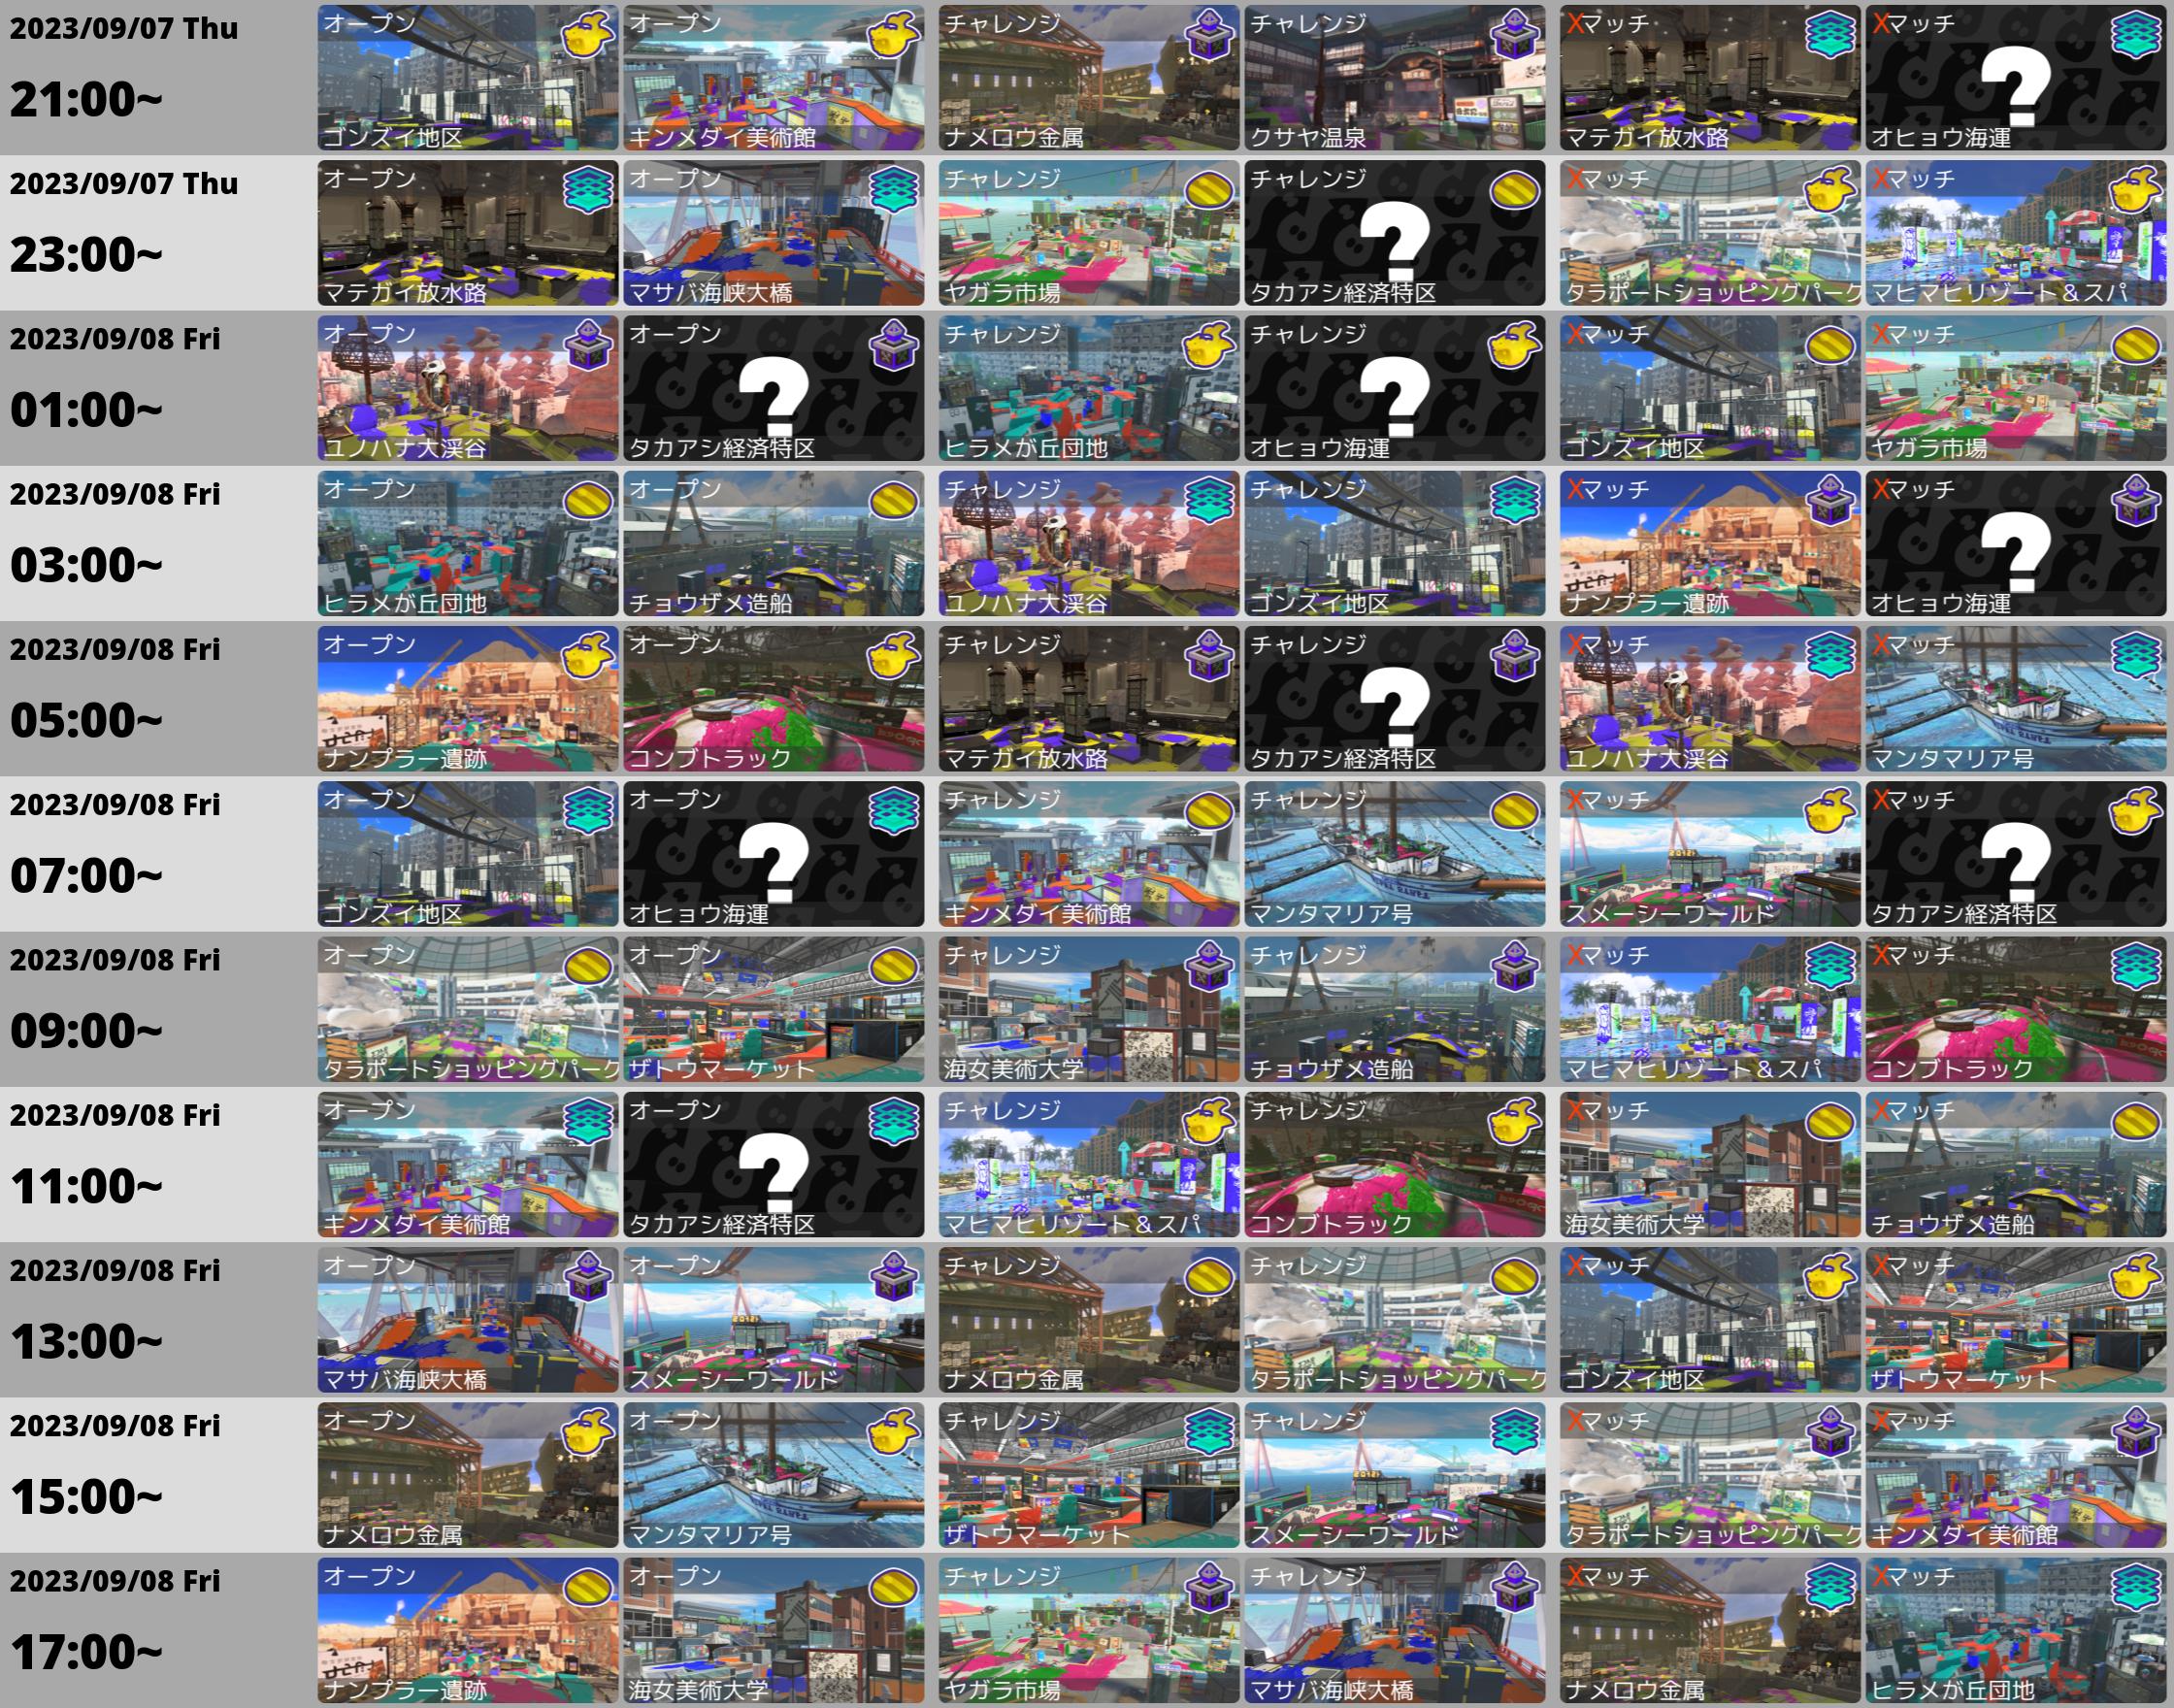 2023/09/07 Thu
21:00~
オープン
ゴンズイ地区
オープン
キンメダイ美術館
チャレンジ
ナメロウ金属
チャレンジ
クサヤ温泉
Xマッチ
マテガイ放水路
Xマッチ
オヒョウ海運
2023/09/07 Thu
23:00~
オープン
マテガイ放水路
オープン
マサバ海峡大橋
チャレンジ
ヤガラ市場
チャレンジ
タカアシ経済特区
Xマッチ
タラポートショッピングパーク
Xマッチ
マヒマヒリゾート&スパ
2023/09/08 Fri
01:00~
オープン
ユノハナ大渓谷
オープン
タカアシ経済特区
チャレンジ
ヒラメが丘団地
チャレンジ
オヒョウ海運
Xマッチ
ゴンズイ地区
Xマッチ
ヤガラ市場
2023/09/08 Fri
03:00~
オープン
ヒラメが丘団地
オープン
チョウザメ造船
チャレンジ
ユノハナ大渓谷
チャレンジ
ゴンズイ地区
Xマッチ
ナンプラー遺跡
Xマッチ
オヒョウ海運
2023/09/08 Fri
05:00~
オープン
ナンプラー遺跡
オープン
コンブトラック
チャレンジ
マテガイ放水路
チャレンジ
タカアシ経済特区
Xマッチ
ユノハナ大渓谷
Xマッチ
マンタマリア号
2023/09/08 Fri
07:00~
オープン
ゴンズイ地区
オープン
オヒョウ海運
チャレンジ
キンメダイ美術館
チャレンジ
マンタマリア号
Xマッチ
スメーシーワールド
Xマッチ
タカアシ経済特区
2023/09/08 Fri
09:00~
オープン
タラポートショッピングパーク
オープン
ザトウマーケット
チャレンジ
海女美術大学
チャレンジ
チョウザメ造船
Xマッチ
マヒマヒリゾート&スパ
Xマッチ
コンブトラック
2023/09/08 Fri
11:00~
オープン
キンメダイ美術館
オープン
タカアシ経済特区
チャレンジ
マヒマヒリゾート&スパ
チャレンジ
コンブトラック
Xマッチ
海女美術大学
Xマッチ
チョウザメ造船
2023/09/08 Fri
13:00~
オープン
マサバ海峡大橋
オープン
スメーシーワールド
チャレンジ
ナメロウ金属
チャレンジ
タラポートショッピングパーク
Xマッチ
ゴンズイ地区
Xマッチ
ザトウマーケット
2023/09/08 Fri
15:00~
オープン
ナメロウ金属
オープン
マンタマリア号
チャレンジ
ザトウマーケット
チャレンジ
スメーシーワールド
Xマッチ
タラポートショッピングパーク
Xマッチ
キンメダイ美術館
2023/09/08 Fri
17:00~
オープン
ナンプラー遺跡
オープン
海女美術大学
チャレンジ
ヤガラ市場
チャレンジ
マサバ海峡大橋
Xマッチ
ナメロウ金属
Xマッチ
ヒラメが丘団地